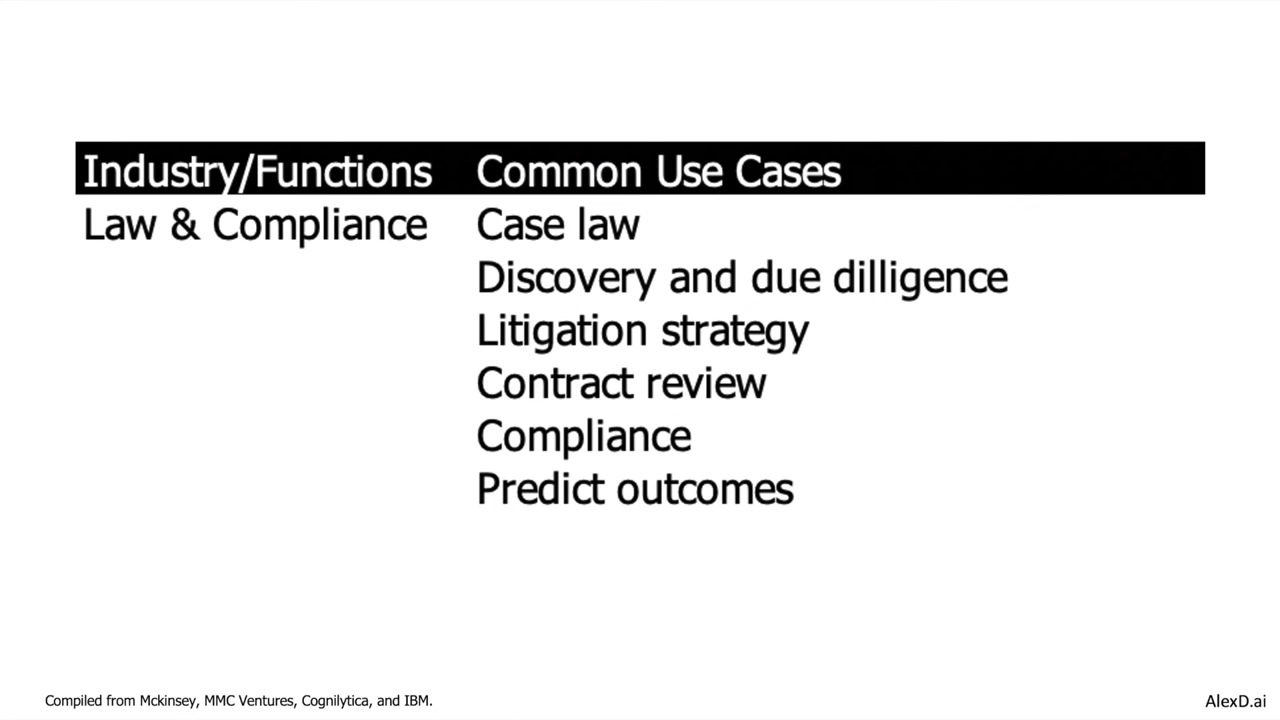 Industry/Functions Common Use Cases
Law & Compliance Case law
Discovery and due dilligence
Litigation strategy
Contract review
Compliance
Predict outcomes
Compiled from Mckinsey, MMC Ventures, Cognilytica, and IBM. AlexD.ai